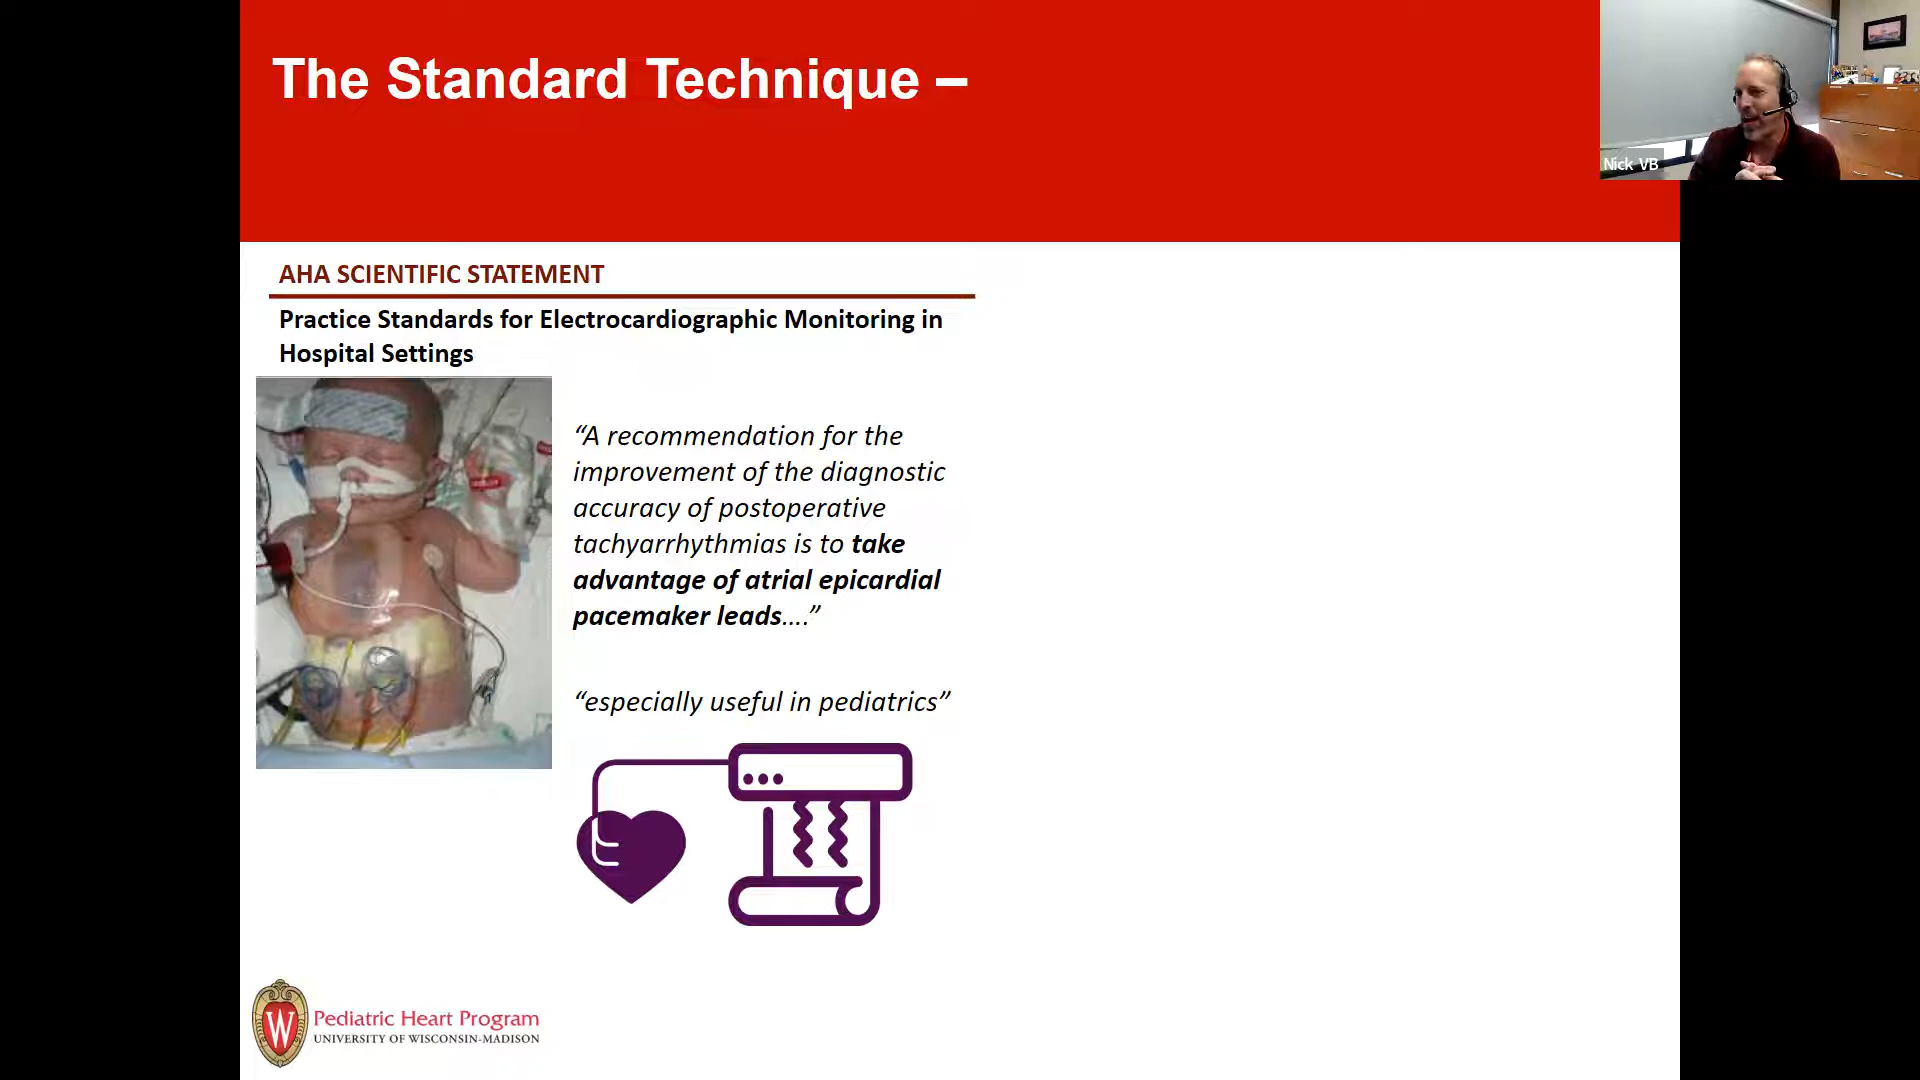 The Standard Technique –
Nick VB
AHA SCIENTIFIC STATEMENT
Practice Standards for Electrocardiographic Monitoring in
Hospital Settings
“A recommendation for the
improvement of the diagnostic
accuracy of postoperative
tachyarrhythmias is to take
advantage of atrial epicardial
pacemaker leads....”
“especially useful in pediatrics”
W
Pediatric Heart Program
UNIVERSITY OF WISCONSIN-MADISON